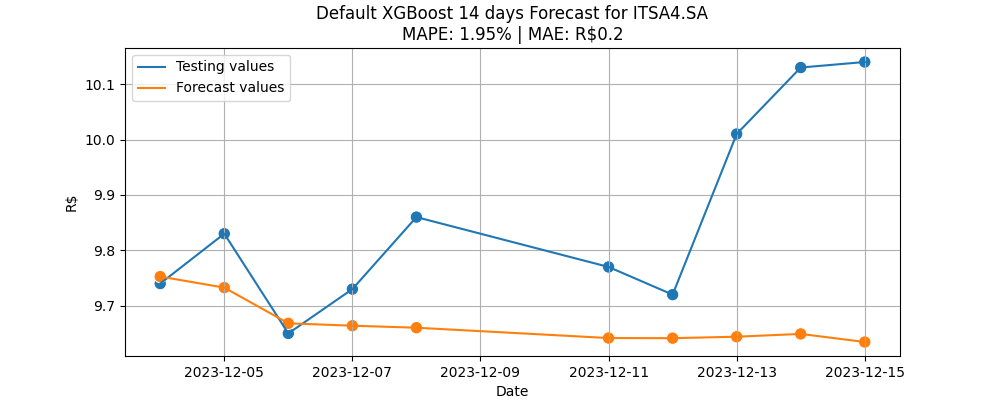 Default XGBoost 14 days Forecast for ITSA4.SA
MAPE: 1.95% | MAE: R$0.2
Testing values
Forecast values
10.1
10.0
9.9
9.8
9.7
R$
2023-12-05
2023-12-07
2023-12-09
2023-12-11
2023-12-13
2023-12-15
Date